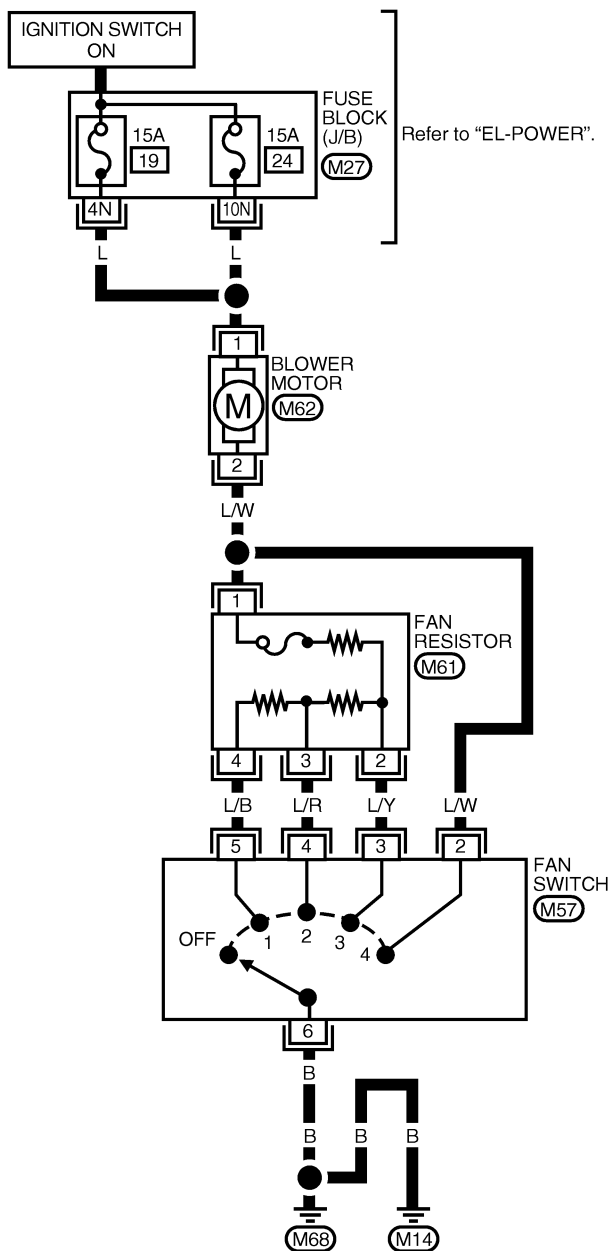 IGNITION SWITCH
ON
FUSE
BLOCK
(J/B)
M27
Refer to “EL-POWER”.
15A
19
15A
24
4N
10N
L
L
1
BLOWER
MOTOR
M62
M
2
L/W
1
FAN
RESISTOR
M61
4
3
2
L/B
L/R
L/Y
L/W
5
4
3
2
FAN
SWITCH
M57
OFF
1
2
3
4
6
B
B
B
B
M68
M14